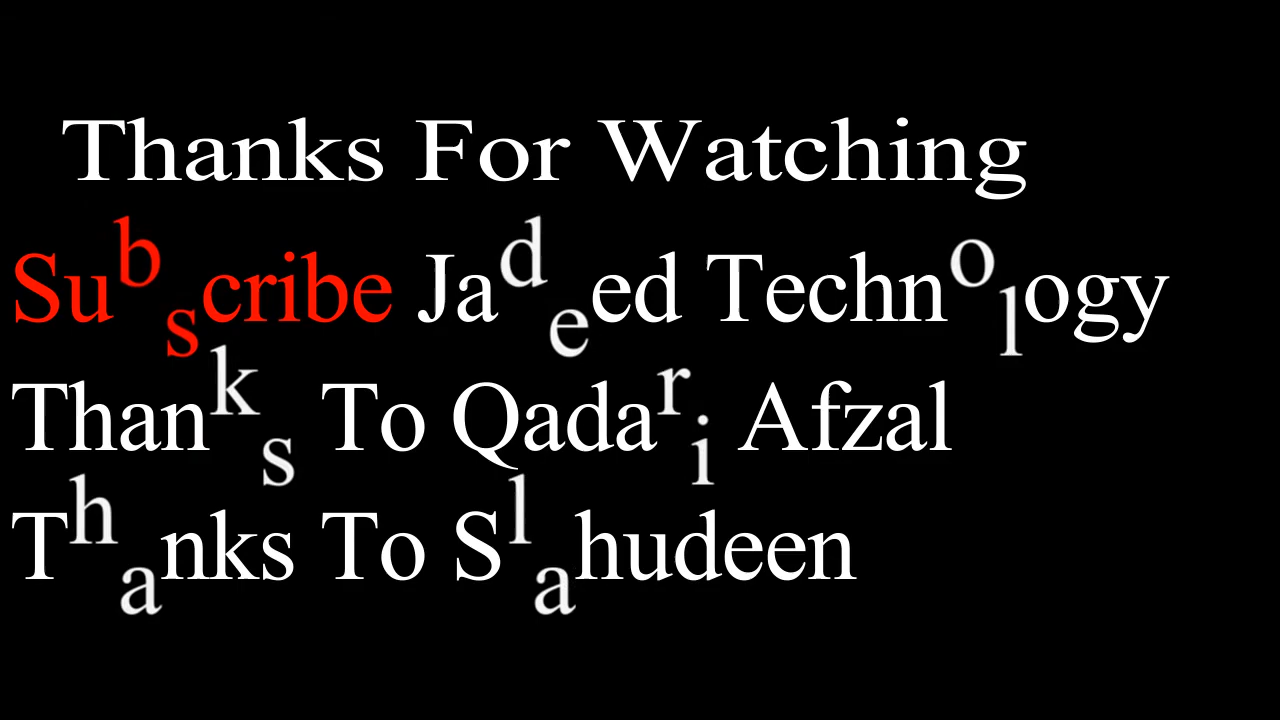 Thanks For Watching
Subscribe Jadeed Technology
Thanks To Qadari Afzal
Thanks To Slahudeen